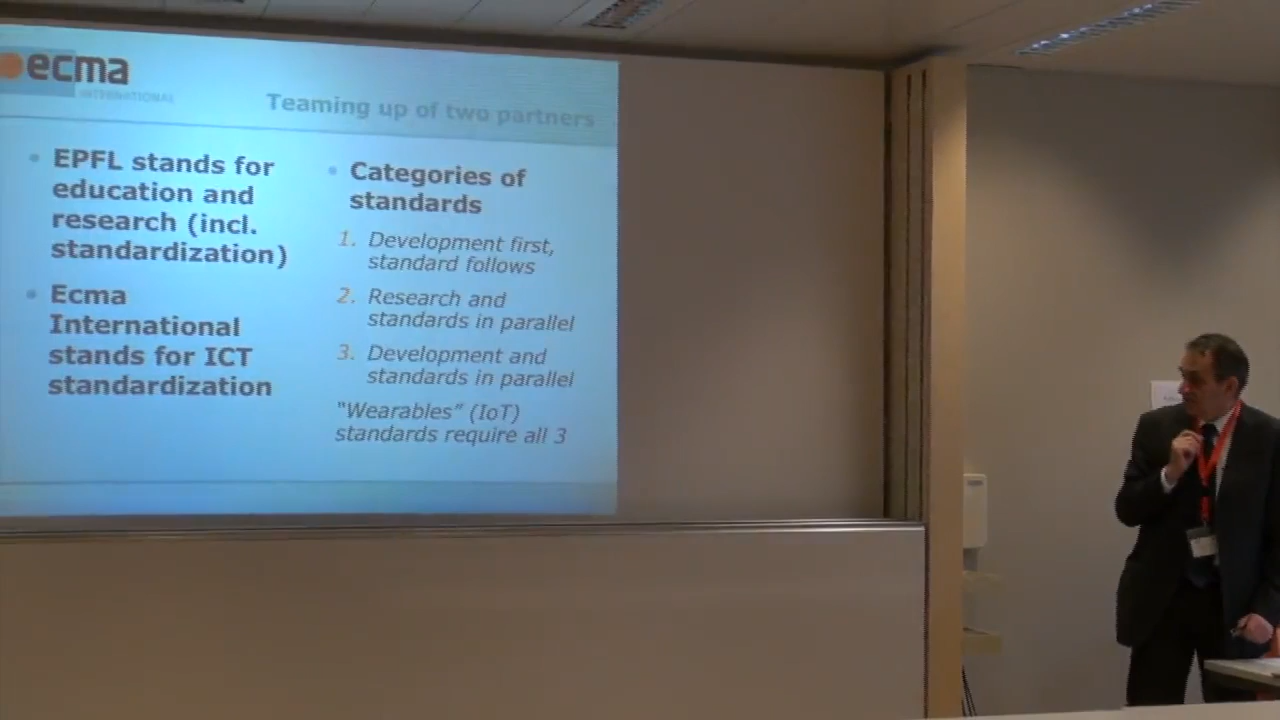 ecma
INTERNATIONAL
Teaming up of two partners
EPFL stands for
education and
research (incl.
standardization)
Ecma
International
stands for ICT
standardization
Categories of
standards
1. Development first,
standard follows
2. Research and
standards in parallel
3. Development and
standards in parallel
"Wearables” (IoT)
standards require all 3